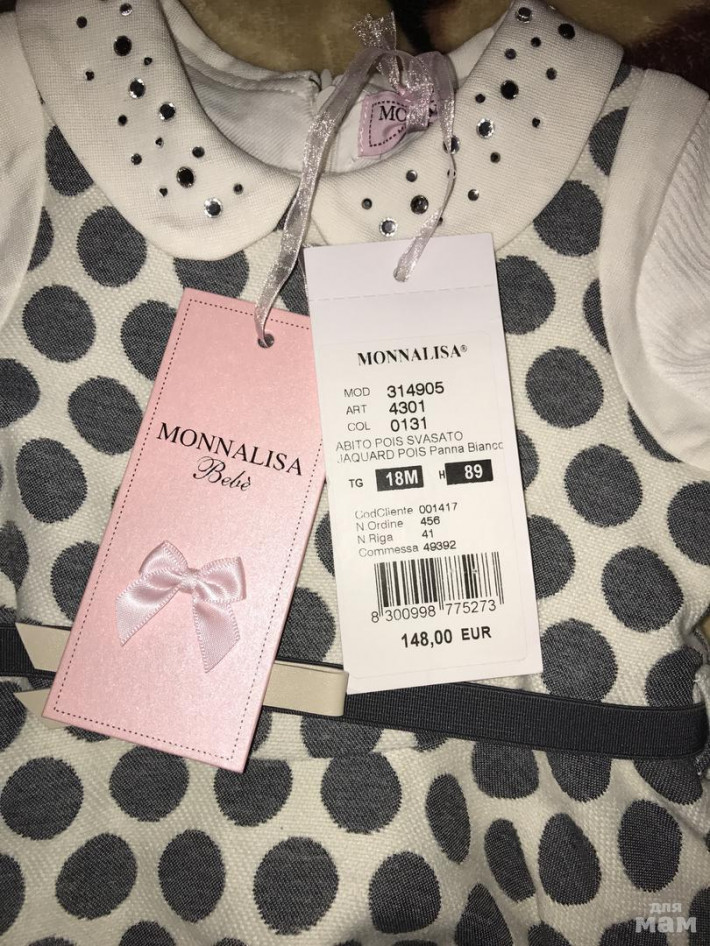 MO
MONNALISA
Bebè
MONNALISA®
MOD 314905
ART 4301
COL 0131
ABITO POIS SVASATO
JAQUARD POIS Panna Bianco
TG 18M H 89
CodCliente 001417
N.Ordine 456
N.Riga 41
Commessa 49392
8 300998 775273
148,00 EUR
для
мам